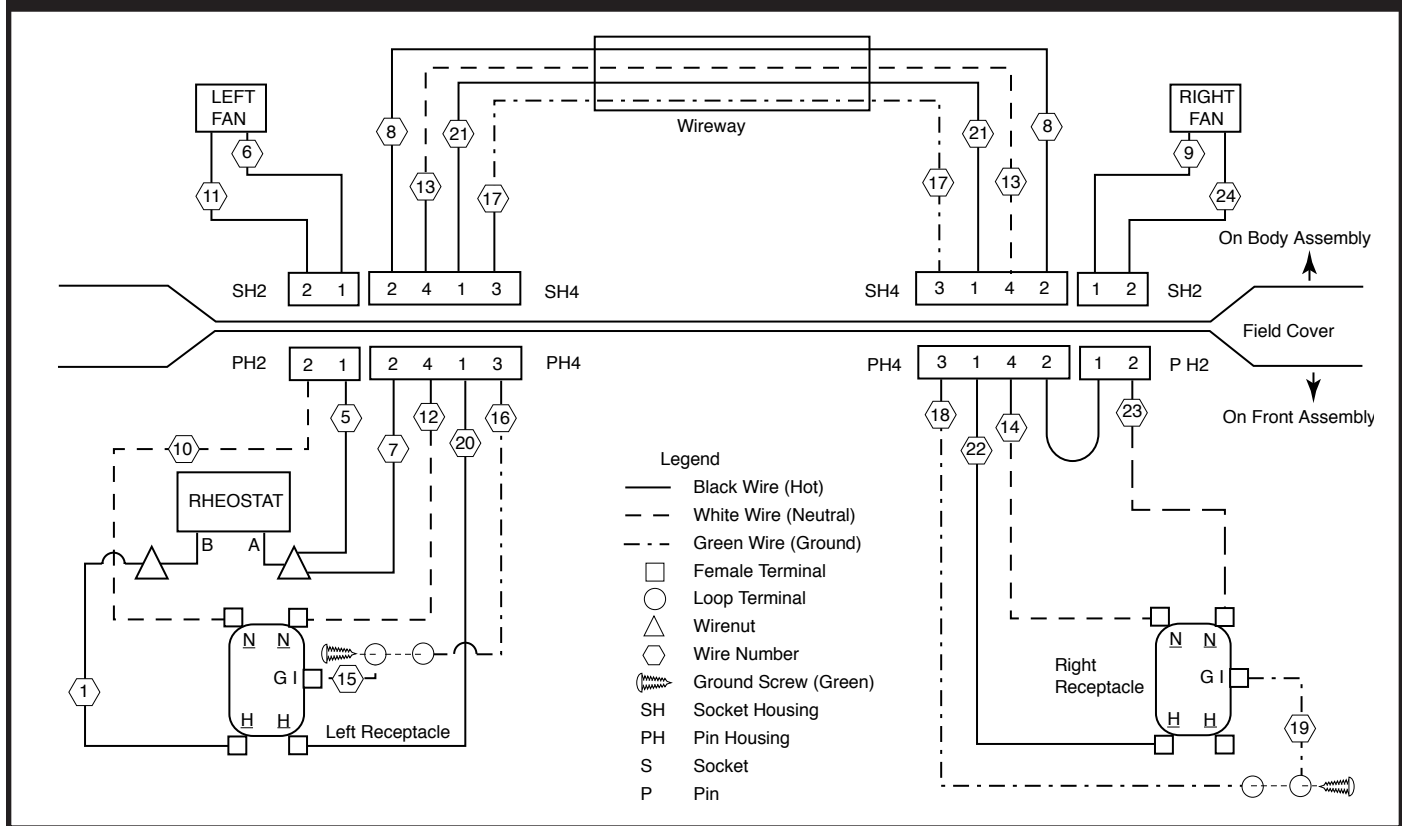 LEFT
FAN
RIGHT
FAN
Wireway
8
21
21
8
6
9
11
13
17
17
13
24
On Body Assembly
SH2
2 1
2 4 1 3
SH4
SH4
3 1 4 2
1 2
SH2
Field Cover
PH2
2 1
2 4 1 3
PH4
PH4
3 1 4 2
1 2
P H2
On Front Assembly
10
5
7
12
20
16
18
22
14
23
RHEOSTAT
B A
Legend
Black Wire (Hot)
White Wire (Neutral)
Green Wire (Ground)
Female Terminal
Loop Terminal
Wirenut
Wire Number
Ground Screw (Green)
SH Socket Housing
PH Pin Housing
S Socket
P Pin
N N
G I
15
H H
1
Left Receptacle
Right
Receptacle
N N
G I
H H
19